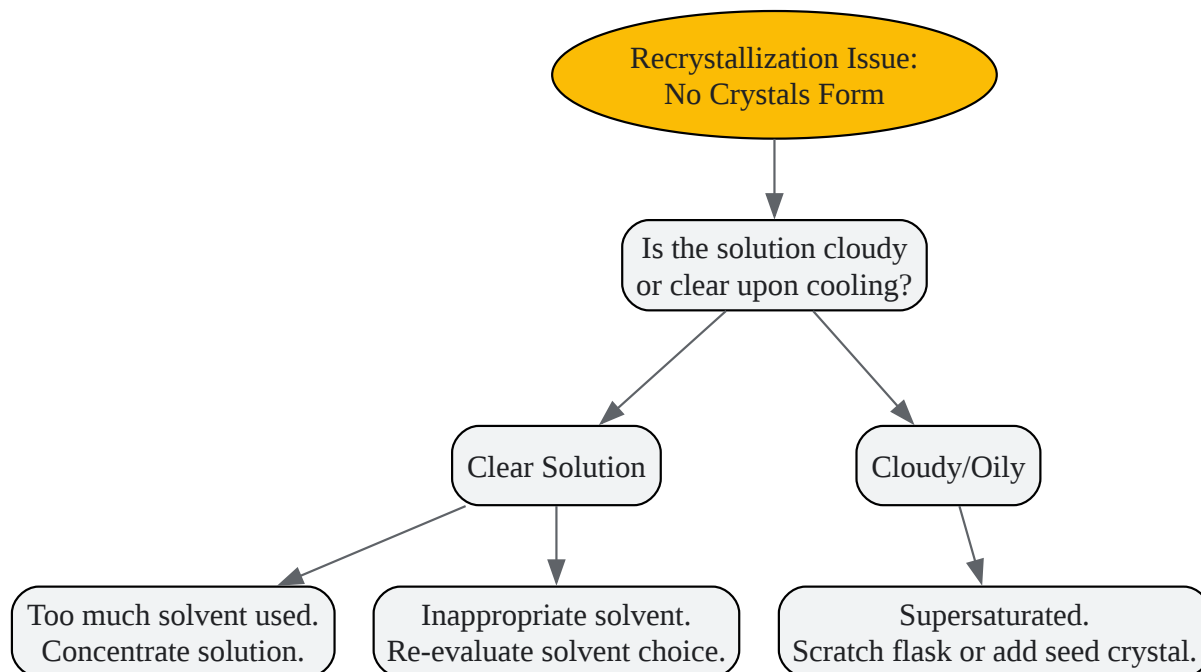 Recrystallization Issue:
No Crystals Form
Is the solution cloudy
or clear upon cooling?
Clear Solution
Cloudy/Oily
Too much solvent used.
Concentrate solution.
Inappropriate solvent.
Re-evaluate solvent choice.
Supersaturated.
Scratch flask or add seed crystal.